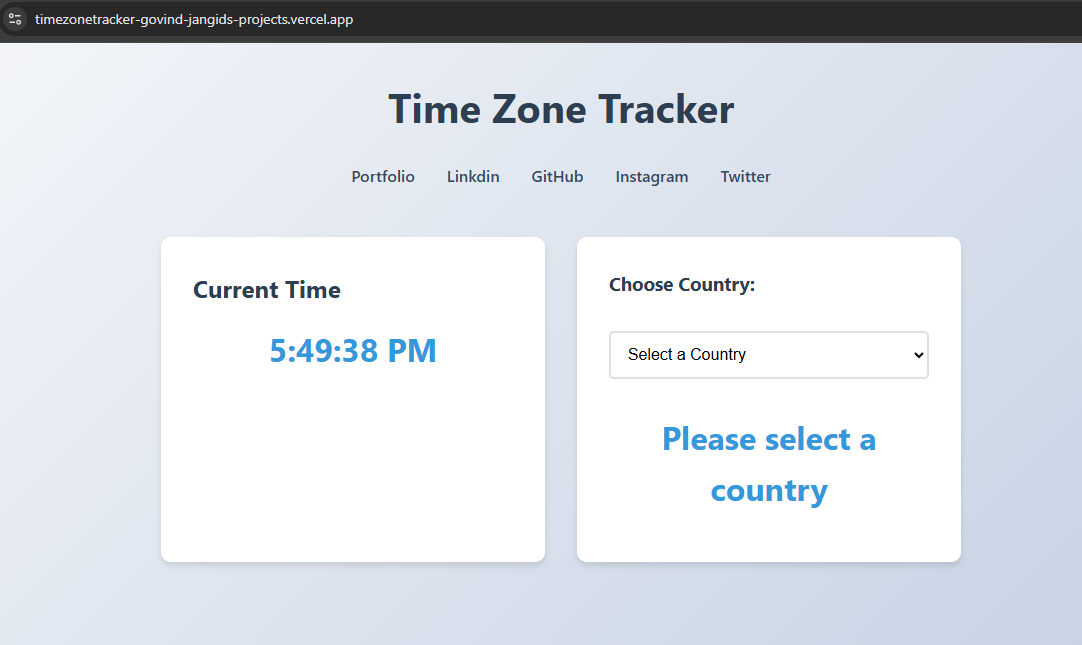 timezonetracker-govind-jangids-projects.vercel.app
Time Zone Tracker
Portfolio Linkdin GitHub Instagram Twitter
Current Time
5:49:38 PM
Choose Country:
Select a Country
Please select a
country